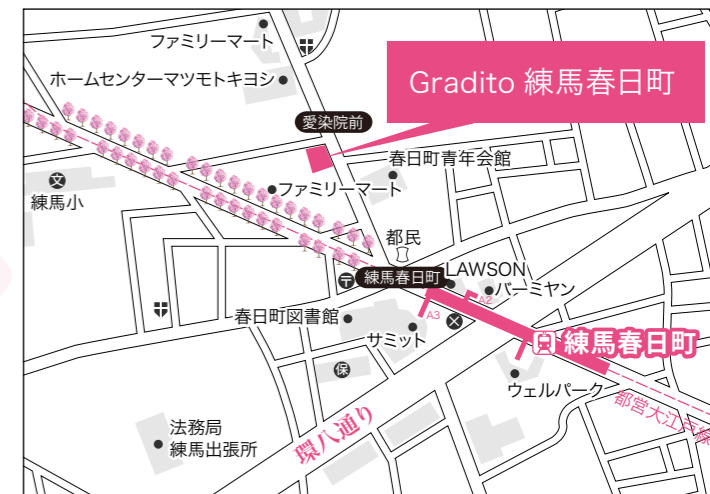 ファミリーマート
ホームセンターマツモトキヨシ
Gradito 練馬春日町
愛染院前
春日町青年会館
文
練馬小
ファミリーマート
都民
〒
練馬春日町
LAWSON
バーミヤン
A2
A3
春日町図書館
サミット
練馬春日町
保
ウェルパーク
都営大江戸線
環八通り
法務局
練馬出張所